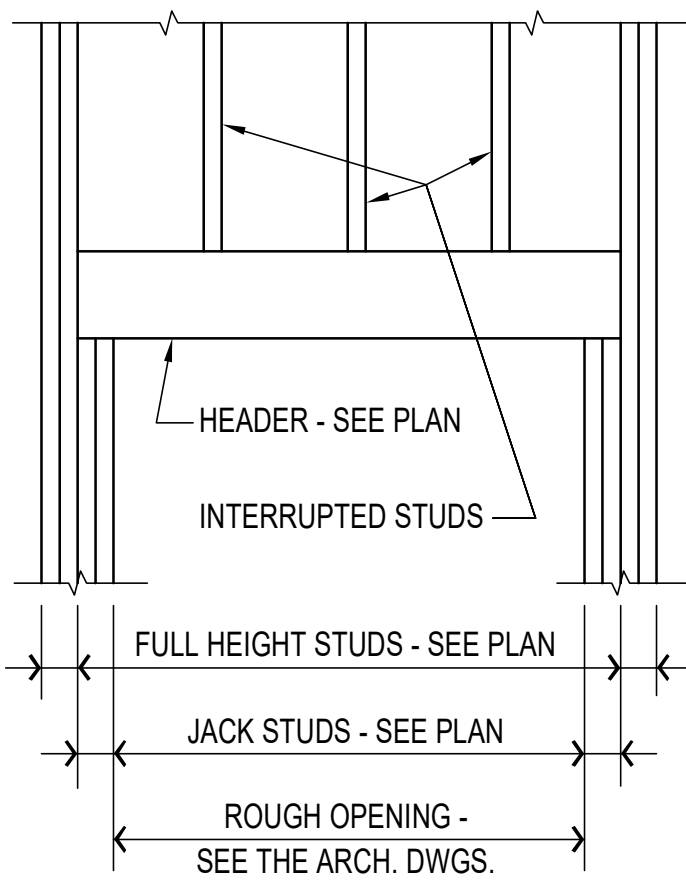 HEADER - SEE PLAN
INTERRUPTED STUDS
FULL HEIGHT STUDS - SEE PLAN
JACK STUDS - SEE PLAN
ROUGH OPENING -
SEE THE ARCH. DWGS.